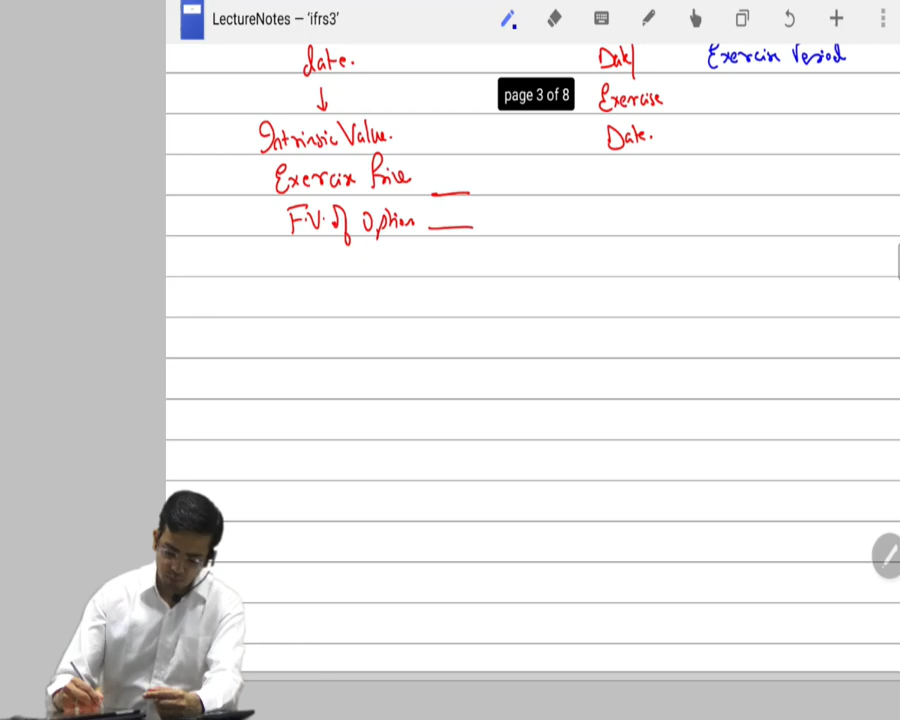 LectureNotes – 'ifrs3'
date.
↓
Intrinsic Value.
Exercise Price
F.V. of Option
Date/
Exercise
Date.
Exercise Period
page 3 of 8